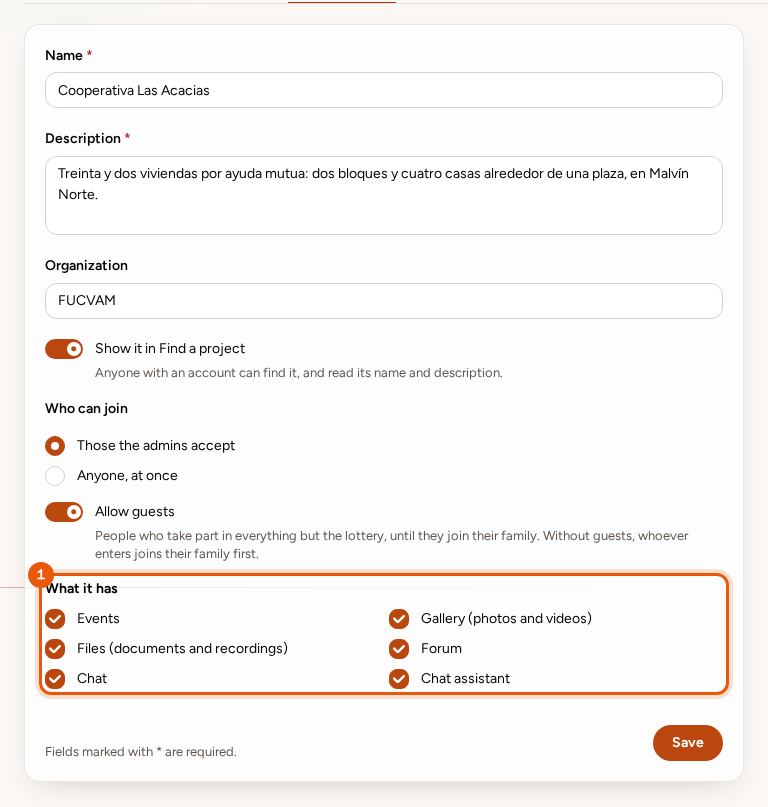 Name *
Cooperativa Las Acacias
Description *
Treinta y dos viviendas por ayuda mutua: dos bloques y cuatro casas alrededor de una plaza, en Malvín
Norte.
Organization
FUCVAM
Show it in Find a project
Anyone with an account can find it, and read its name and description.
Who can join
Those the admins accept
Anyone, at once
Allow guests
People who take part in everything but the lottery, until they join their family. Without guests, whoever
enters joins their family first.
1
What it has
Events
Gallery (photos and videos)
Files (documents and recordings)
Forum
Chat
Chat assistant
Fields marked with * are required.
Save